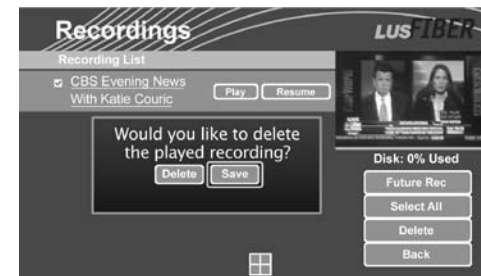 Recordings
LUSFIBER
Recording List
CBS Evening News
With Katie Couric
Play
Resume
Would you like to delete
the played recording?
Delete
Save
Disk: 0% Used
Future Rec
Select All
Delete
Back